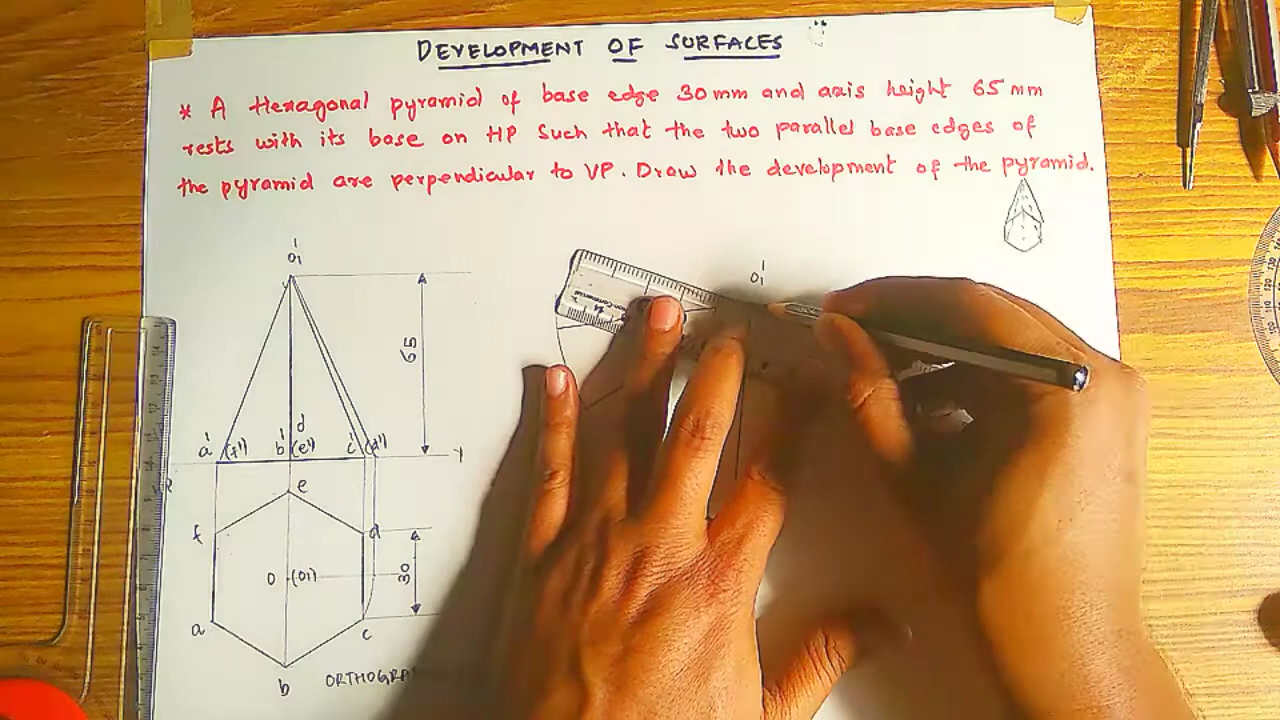 DEVELOPMENT OF SURFACES
* A Hexagonal pyramid of base edge 30 mm and axis height 65 mm
rests with its base on HP Such that the two parallel base edges of
the pyramid are perpendicular to VP. Draw the development of the pyramid.
o1'
o1'
65
d
a' (f') b' (e') c' (d')
Y
e
f d
o (o1) 30
a c
b